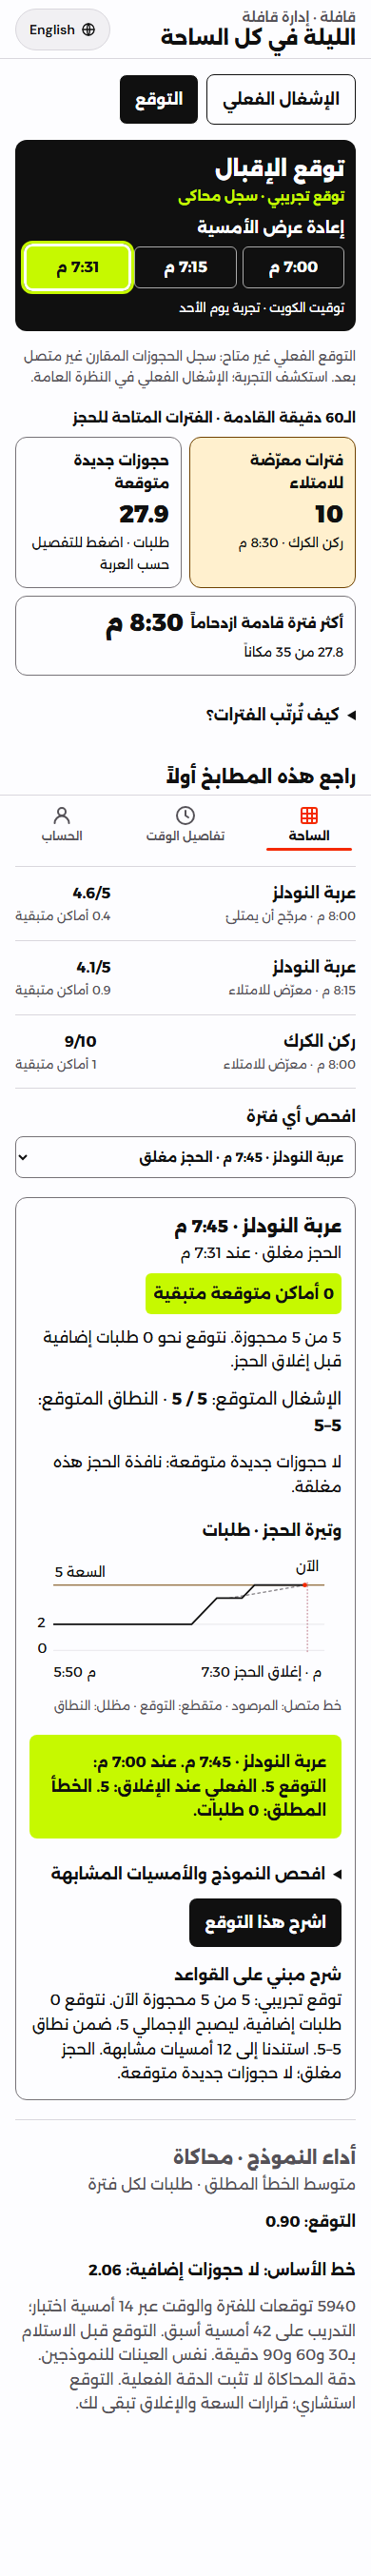 قافلة · إدارة قافلة
الليلة في كل الساحة
English
الإشغال الفعلي
التوقع
توقع الإقبال
توقع تجريبي · سجل محاكى
إعادة عرض الأمسية
7:00 م
7:15 م
7:31 م
توقيت الكويت · تجربة يوم الأحد
التوقع الفعلي غير متاح: سجل الحجوزات المقارن غير متصل
بعد. استكشف التجربة؛ الإشغال الفعلي في النظرة العامة.
الـ60 دقيقة القادمة · الفترات المتاحة للحجز
فترات معرّضة
للامتلاء
10
ركن الكرك · 8:30 م
حجوزات جديدة
متوقعة
27.9
طلبات · اضغط للتفصيل
حسب العربة
أكثر فترة قادمة ازدحاماً 8:30 م
27.8 من 35 مكاناً
كيف تُرتّب الفترات؟
راجع هذه المطابخ أولاً
الساحة
تفاصيل الوقت
الحساب
عربة النودلز
4.6/5
8:00 م · مرجّح أن يمتلئ
0.4 أماكن متبقية
عربة النودلز
4.1/5
8:15 م · معرّض للامتلاء
0.9 أماكن متبقية
ركن الكرك
9/10
8:00 م · معرّض للامتلاء
1 أماكن متبقية
افحص أي فترة
عربة النودلز · 7:45 م · الحجز مغلق
عربة النودلز · 7:45 م
الحجز مغلق · عند 7:31 م
0 أماكن متوقعة متبقية
5 من 5 محجوزة. نتوقع نحو 0 طلبات إضافية
قبل إغلاق الحجز.
الإشغال المتوقع: 5 / 5 · النطاق المتوقع:
5–5
لا حجوزات جديدة متوقعة: نافذة الحجز هذه
مغلقة.
وتيرة الحجز · طلبات
الآن
السعة 5
2
0
5:50 م
7:30 م · إغلاق الحجز
خط متصل: المرصود · متقطع: التوقع · مظلل: النطاق
عربة النودلز · 7:45 م. عند 7:00 م:
التوقع 5. الفعلي عند الإغلاق: 5. الخطأ
المطلق: 0 طلبات.
افحص النموذج والأمسيات المشابهة
اشرح هذا التوقع
شرح مبني على القواعد
توقع تجريبي: 5 من 5 محجوزة الآن. نتوقع 0
طلبات إضافية، ليصبح الإجمالي 5، ضمن نطاق
5–5. استندنا إلى 12 أمسيات مشابهة. الحجز
مغلق؛ لا حجوزات جديدة متوقعة.
أداء النموذج · محاكاة
متوسط الخطأ المطلق · طلبات لكل فترة
التوقع: 0.90
خط الأساس: لا حجوزات إضافية: 2.06
5940 توقعات للفترة والوقت عبر 14 أمسية اختبار؛
التدريب على 42 أمسية أسبق. التوقع قبل الاستلام
بـ30 و60 و90 دقيقة. نفس العينات للنموذجين.
دقة المحاكاة لا تثبت الدقة الفعلية. التوقع
استشاري؛ قرارات السعة والإغلاق تبقى لك.